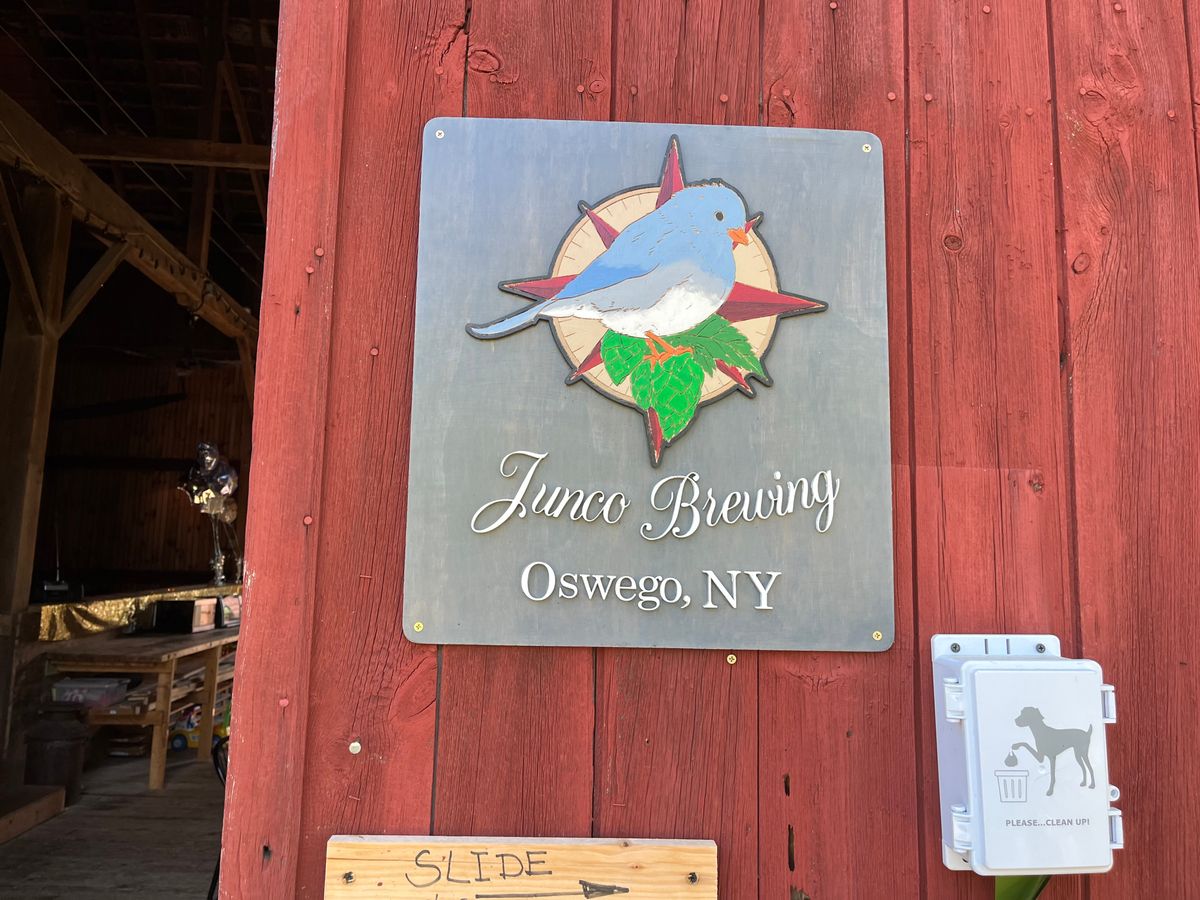 Junco Brewing
Oswego, NY
PLEASE...CLEAN UP!
SLIDE